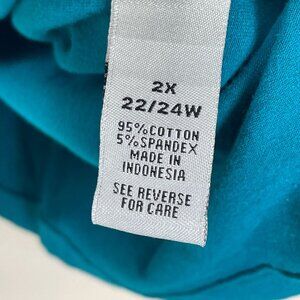 2X
22/24W
95%COTTON
5%SPANDEX
MADE IN
INDONESIA
SEE REVERSE
FOR CARE